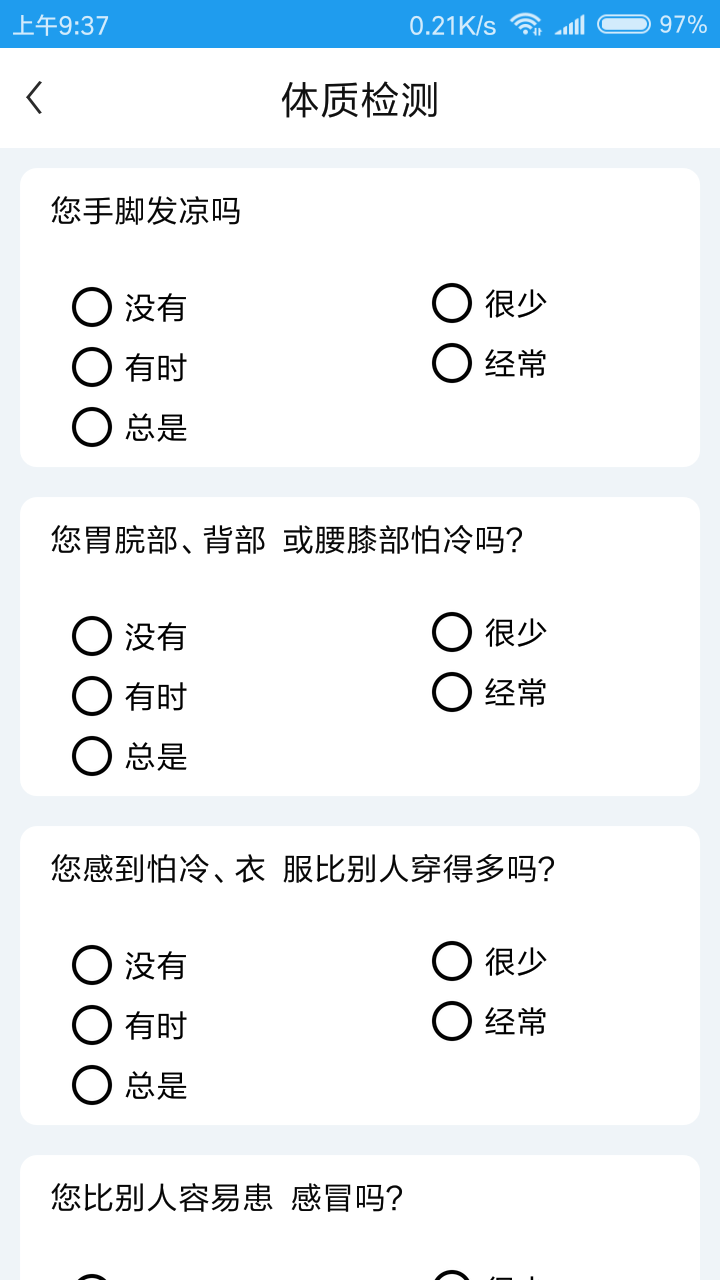 上午9:37 0.21K/s 97%
体质检测
您手脚发凉吗
没有 很少
有时 经常
总是
您胃脘部、背部 或腰膝部怕冷吗?
没有 很少
有时 经常
总是
您感到怕冷、衣 服比别人穿得多吗?
没有 很少
有时 经常
总是
您比别人容易患 感冒吗?